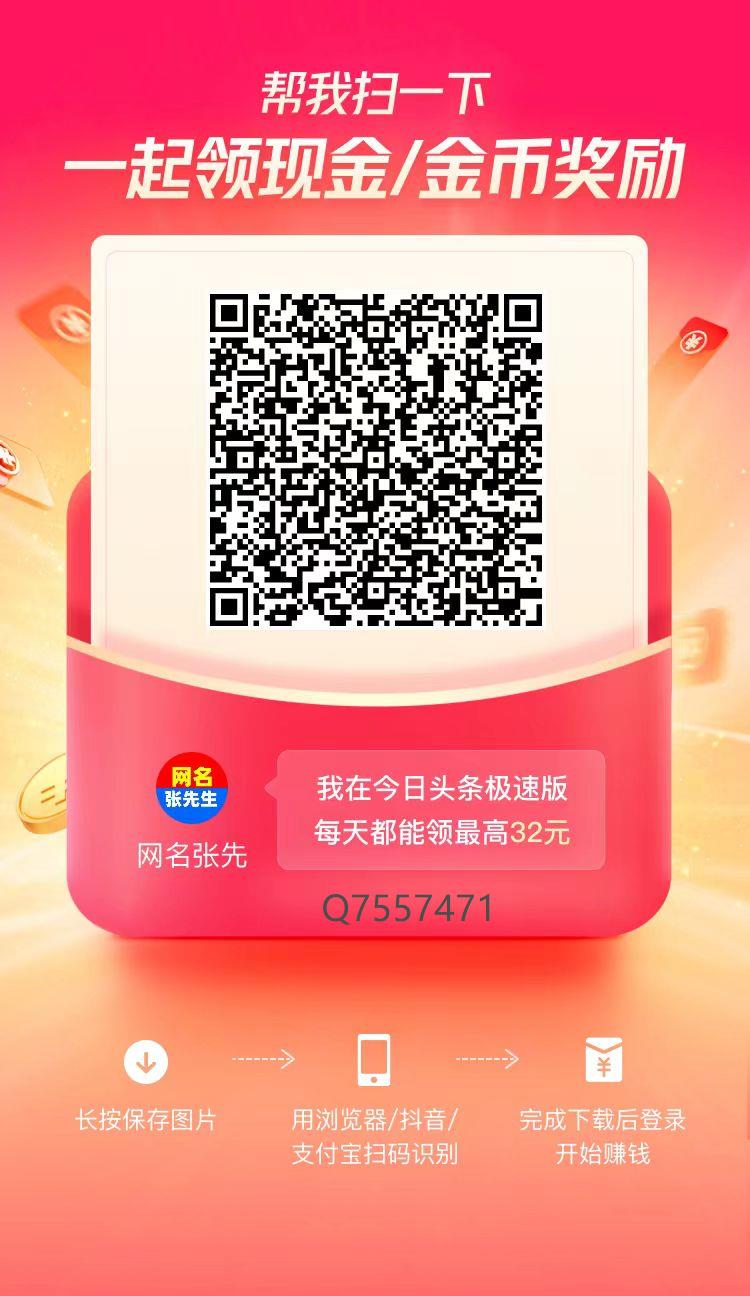 帮我扫一下
一起领现金/金币奖励
网名
张先生
我在今日头条极速版
每天都能领最高32元
网名张先
Q7557471
长按保存图片
用浏览器/抖音/
支付宝扫码识别
完成下载后登录
开始赚钱